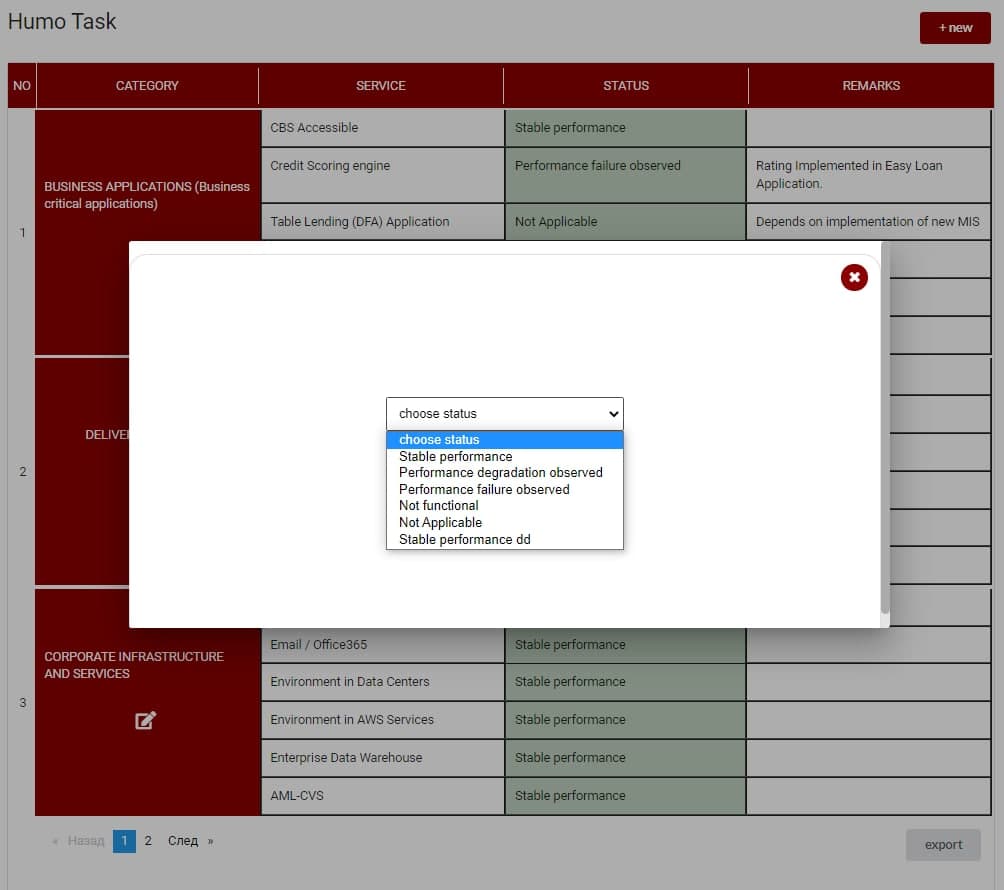 Humo Task
+ new
NO CATEGORY SERVICE STATUS REMARKS
CBS Accessible Stable performance
Credit Scoring engine Performance failure observed Rating Implemented in Easy Loan
Application.
BUSINESS APPLICATIONS (Business
critical applications)
Table Lending (DFA) Application Not Applicable Depends on implementation of new MIS
1
choose status
choose status
Stable performance
Performance degradation observed
Performance failure observed
Not functional
Not Applicable
Stable performance dd
2
Email / Office365 Stable performance
CORPORATE INFRASTRUCTURE
AND SERVICES
Environment in Data Centers Stable performance
3
Environment in AWS Services Stable performance
Enterprise Data Warehouse Stable performance
AML-CVS Stable performance
« Назад 1 2 След »
export